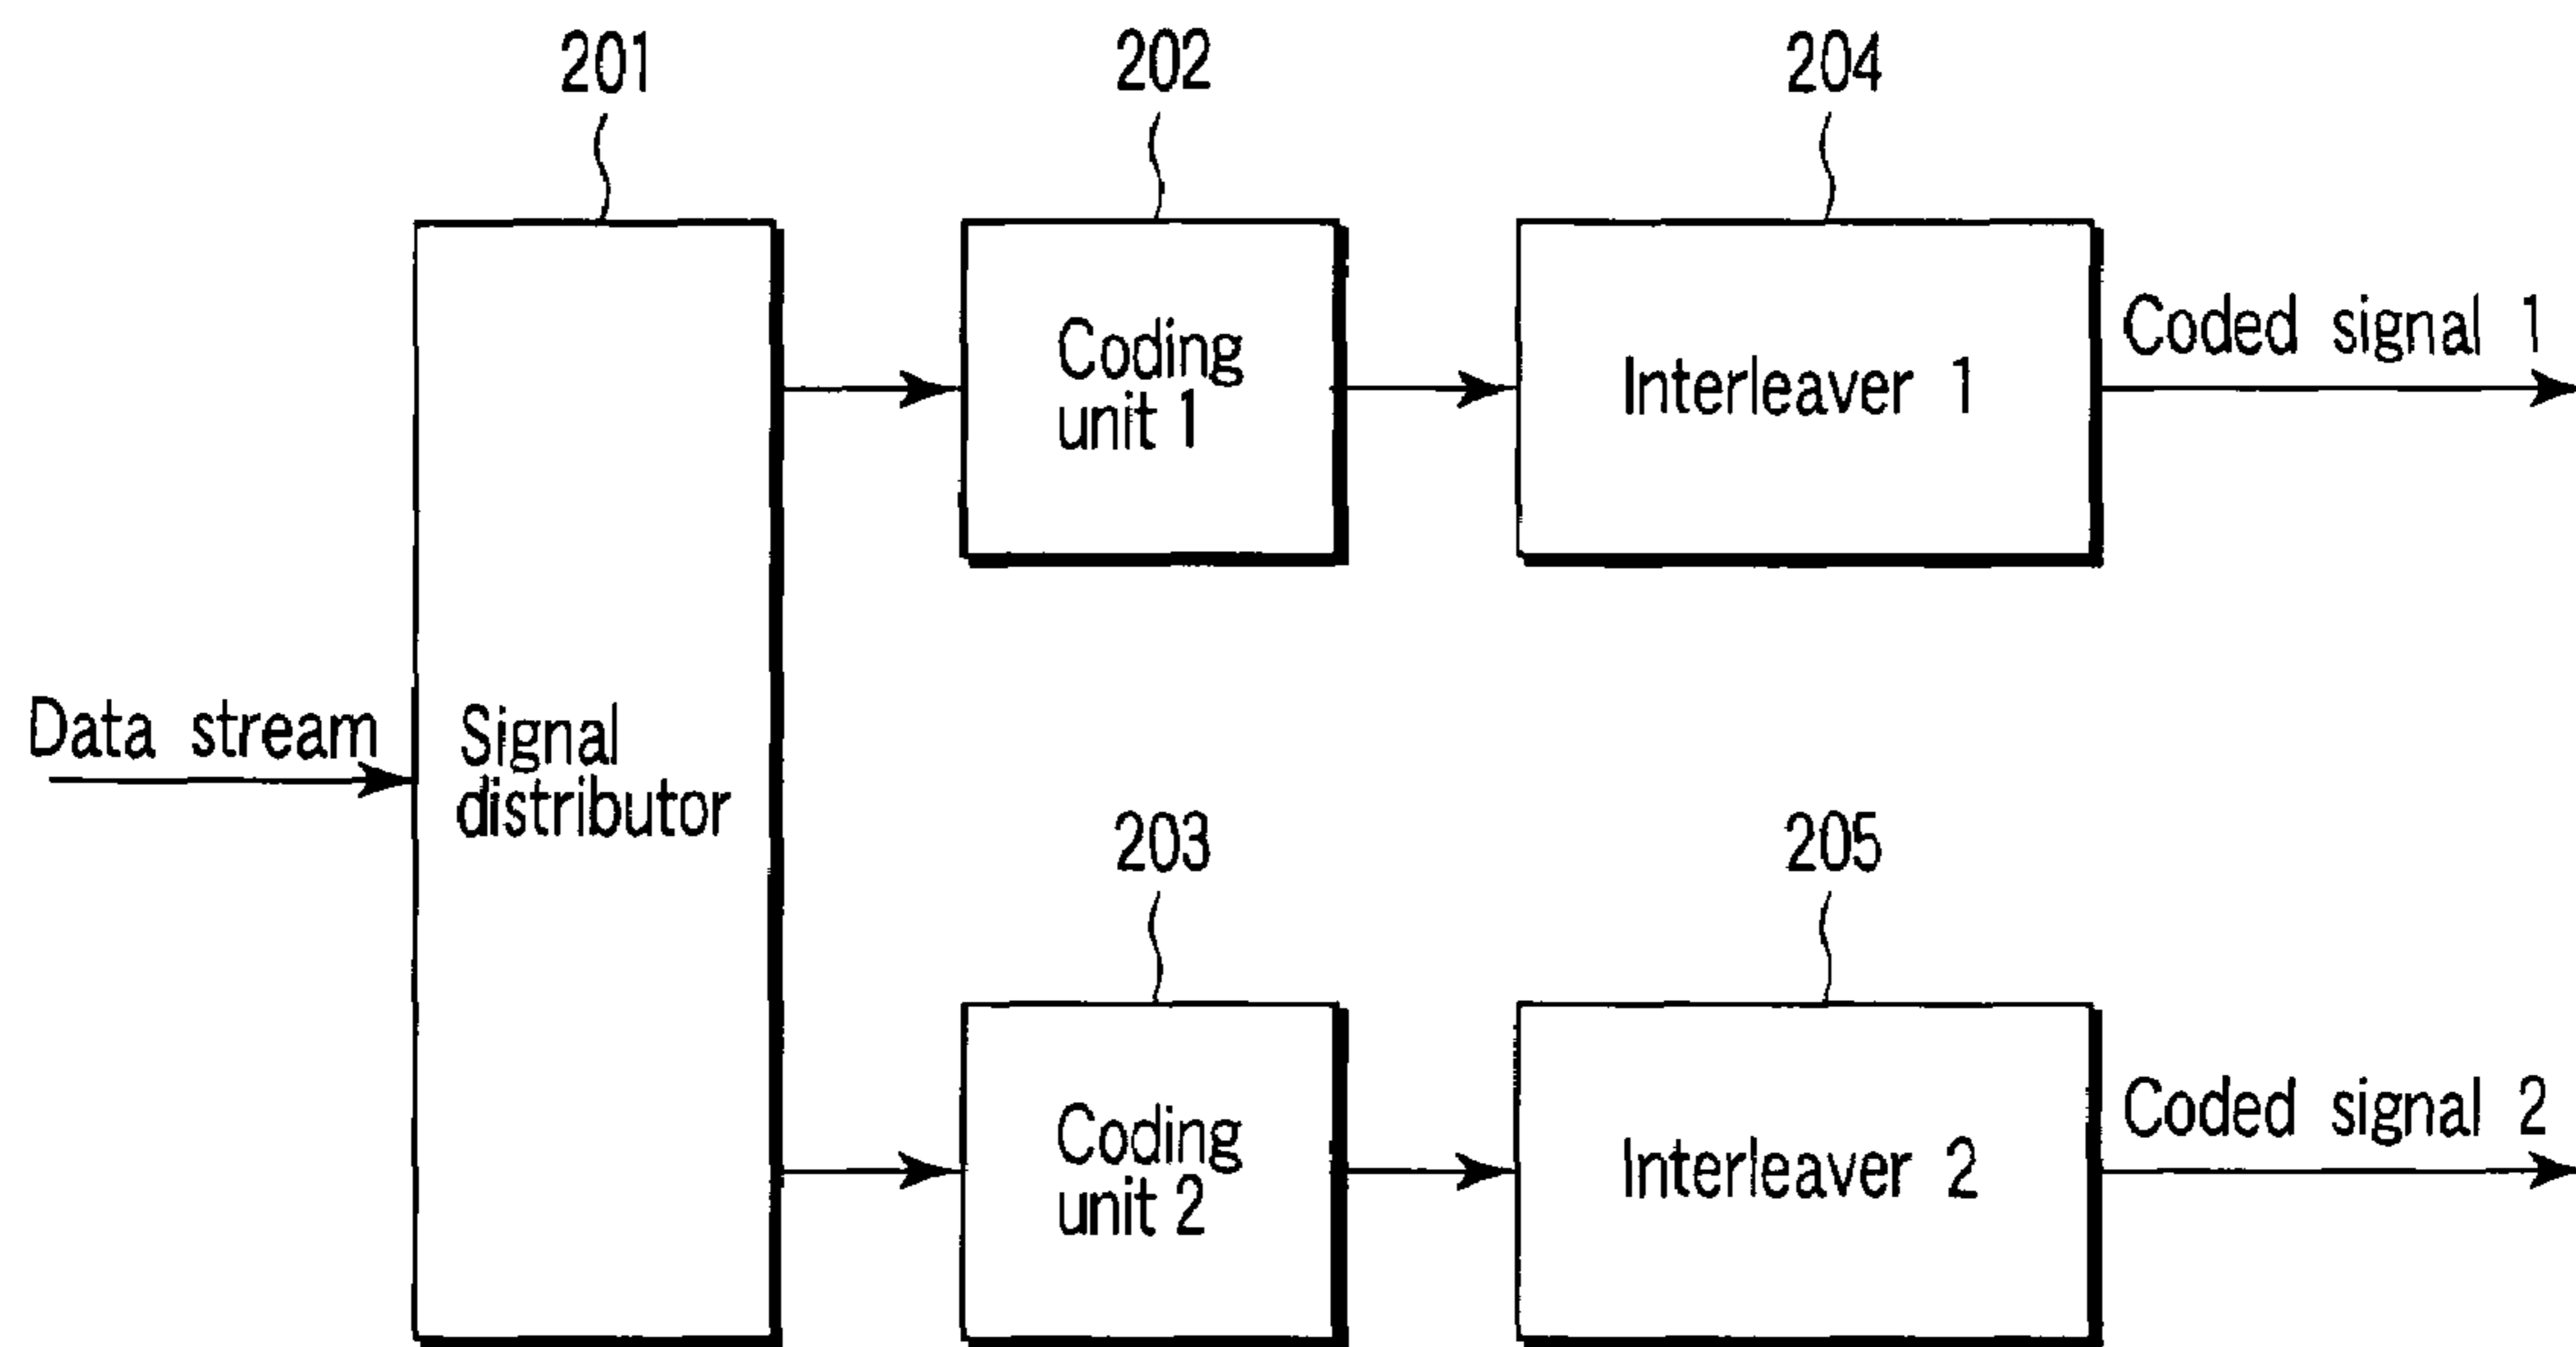 201
202
204
Coding
unit 1
Interleaver 1
Coded signal 1
Data stream
Signal
distributor
203
205
Coding
unit 2
Interleaver 2
Coded signal 2